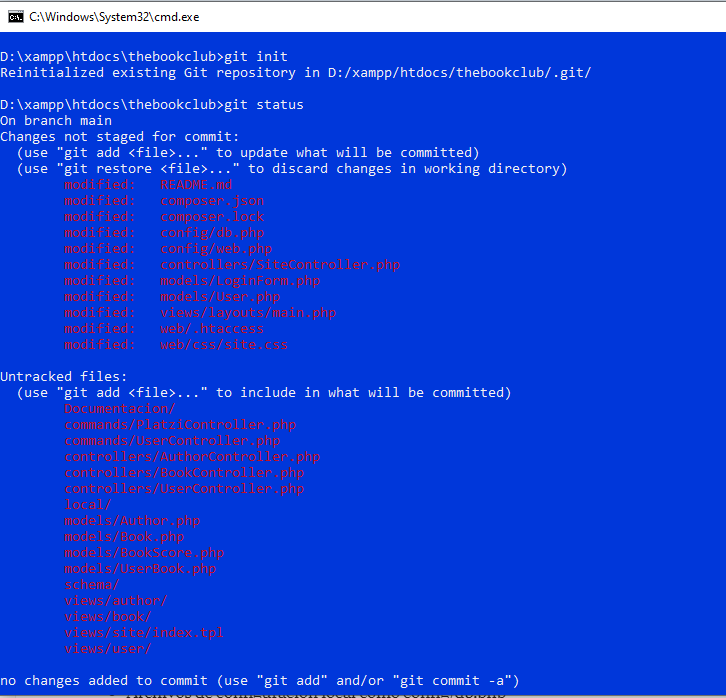 C:\Windows\System32\cmd.exe
D:\xampp\htdocs\thebookclub>git init
Reinitialized existing Git repository in D:/xampp/htdocs/thebookclub/.git/
D:\xampp\htdocs\thebookclub>git status
On branch main
Changes not staged for commit:
  (use "git add <file>..." to update what will be committed)
  (use "git restore <file>..." to discard changes in working directory)
        modified:   README.md
        modified:   composer.json
        modified:   composer.lock
        modified:   config/db.php
        modified:   config/web.php
        modified:   controllers/SiteController.php
        modified:   models/LoginForm.php
        modified:   models/User.php
        modified:   views/layouts/main.php
        modified:   web/.htaccess
        modified:   web/css/site.css
Untracked files:
  (use "git add <file>..." to include in what will be committed)
        Documentacion/
        commands/PlatziController.php
        commands/UserController.php
        controllers/AuthorController.php
        controllers/BookController.php
        controllers/UserController.php
        local/
        models/Author.php
        models/Book.php
        models/BookScore.php
        models/UserBook.php
        schema/
        views/author/
        views/book/
        views/site/index.tpl
        views/user/
no changes added to commit (use "git add" and/or "git commit -a")